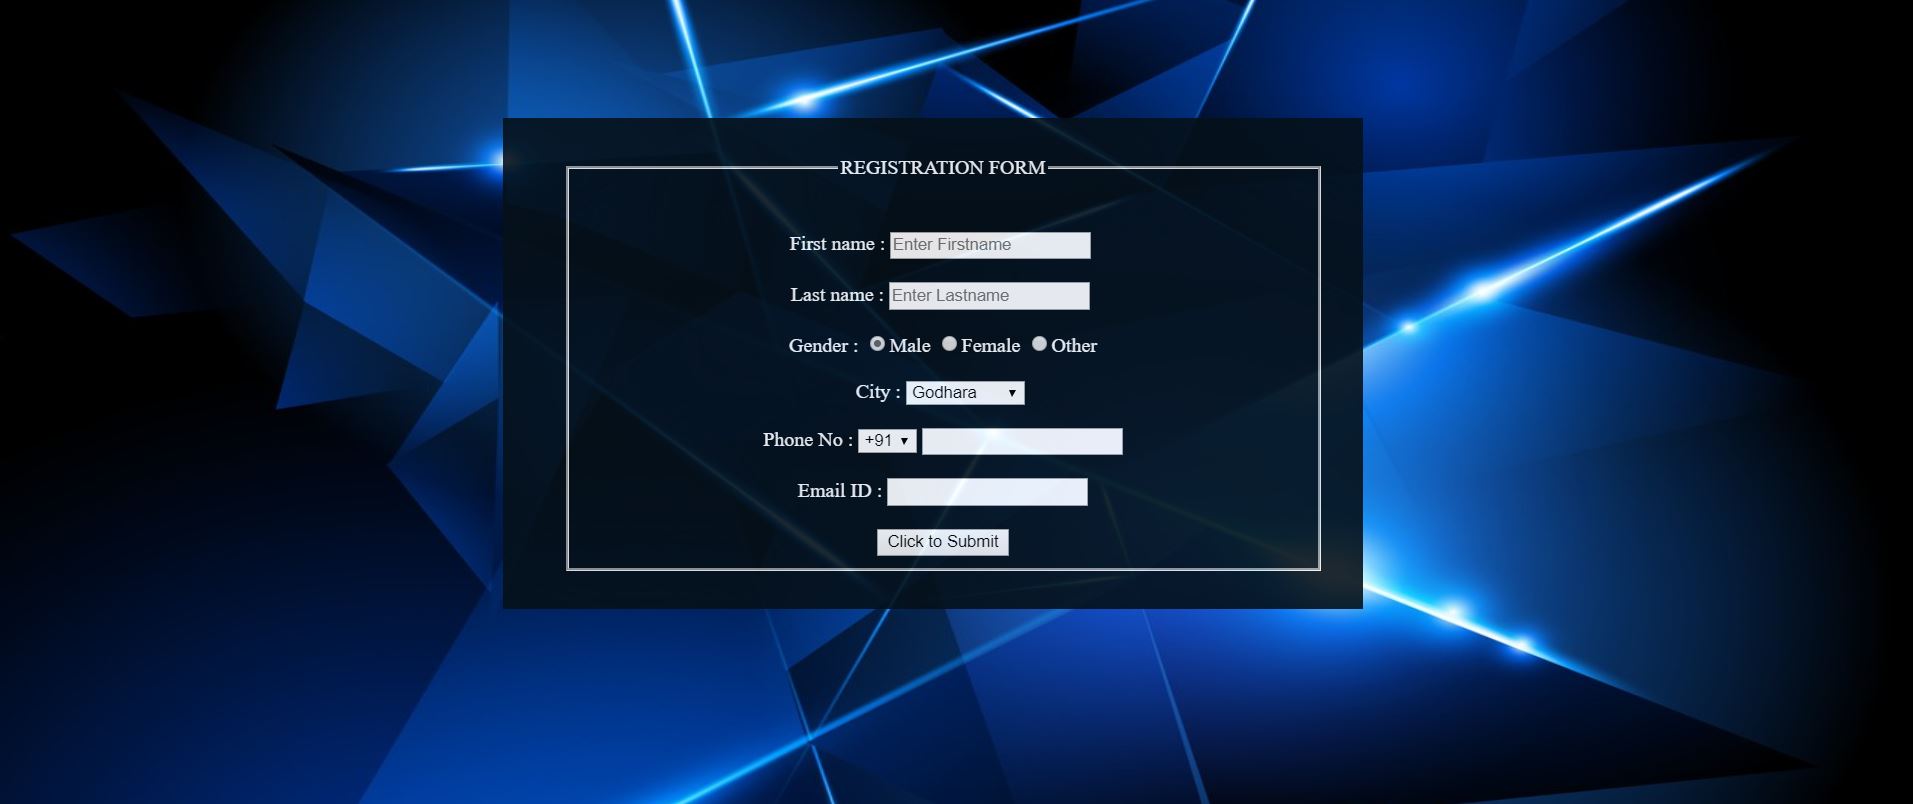 REGISTRATION FORM
First name : Enter Firstname
Last name : Enter Lastname
Gender : Male Female Other
City : Godhara
Phone No : +91
Email ID :
Click to Submit